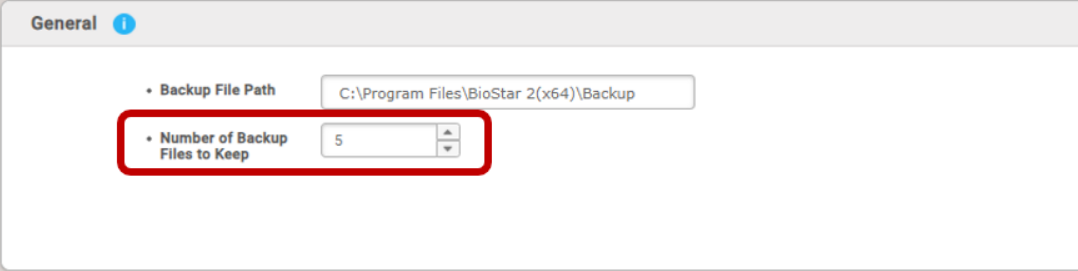 General
• Backup File Path
C:\Program Files\BioStar 2(x64)\Backup
• Number of Backup
Files to Keep
5